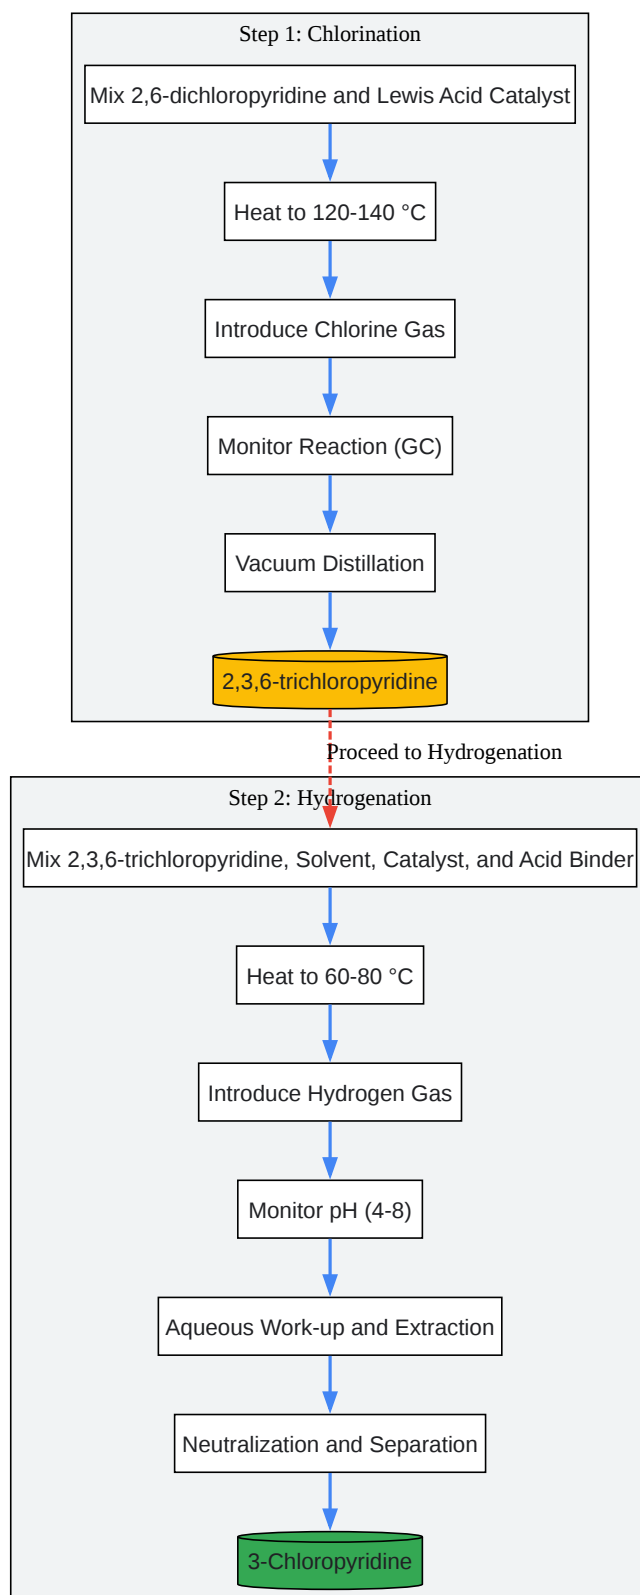 Step 1: Chlorination
Mix 2,6-dichloropyridine and Lewis Acid Catalyst
Heat to 120-140 °C
Introduce Chlorine Gas
Monitor Reaction (GC)
Vacuum Distillation
2,3,6-trichloropyridine
Proceed to Hydrogenation
Step 2: Hydrogenation
Mix 2,3,6-trichloropyridine, Solvent, Catalyst, and Acid Binder
Heat to 60-80 °C
Introduce Hydrogen Gas
Monitor pH (4-8)
Aqueous Work-up and Extraction
Neutralization and Separation
3-Chloropyridine